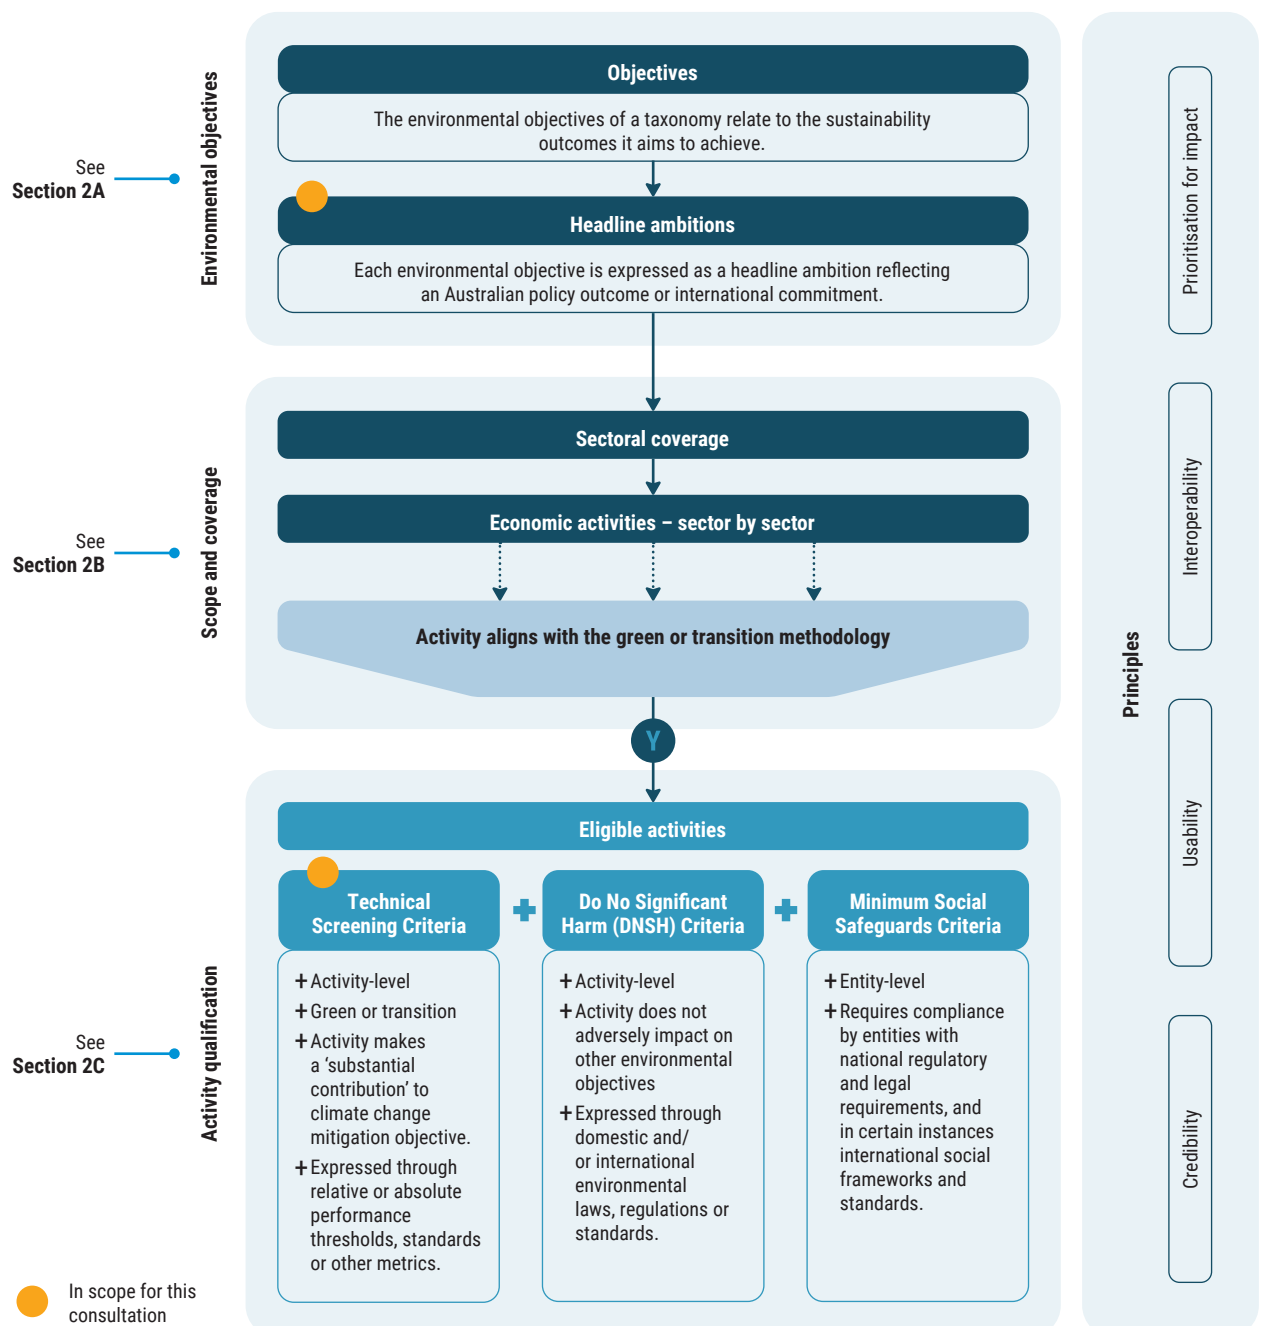 See
Section 2A
Environmental objectives
Objectives
The environmental objectives of a taxonomy relate to the sustainability
outcomes it aims to achieve.
Headline ambitions
Each environmental objective is expressed as a headline ambition reflecting
an Australian policy outcome or international commitment.
See
Section 2B
Scope and coverage
Sectoral coverage
Economic activities – sector by sector
Activity aligns with the green or transition methodology
Y
See
Section 2C
Activity qualification
Eligible activities
Technical
Screening Criteria
+ Activity-level
+ Green or transition
+ Activity makes
a ‘substantial
contribution’ to
climate change
mitigation objective.
+ Expressed through
relative or absolute
performance
thresholds, standards
or other metrics.
+
Do No Significant
Harm (DNSH) Criteria
+ Activity-level
+ Activity does not
adversely impact on
other environmental
objectives
+ Expressed through
domestic and/
or international
environmental
laws, regulations or
standards.
+
Minimum Social
Safeguards Criteria
+ Entity-level
+ Requires compliance
by entities with
national regulatory
and legal
requirements, and
in certain instances
international social
frameworks and
standards.
Principles
Prioritisation for impact
Interoperability
Usability
Credibility
In scope for this
consultation